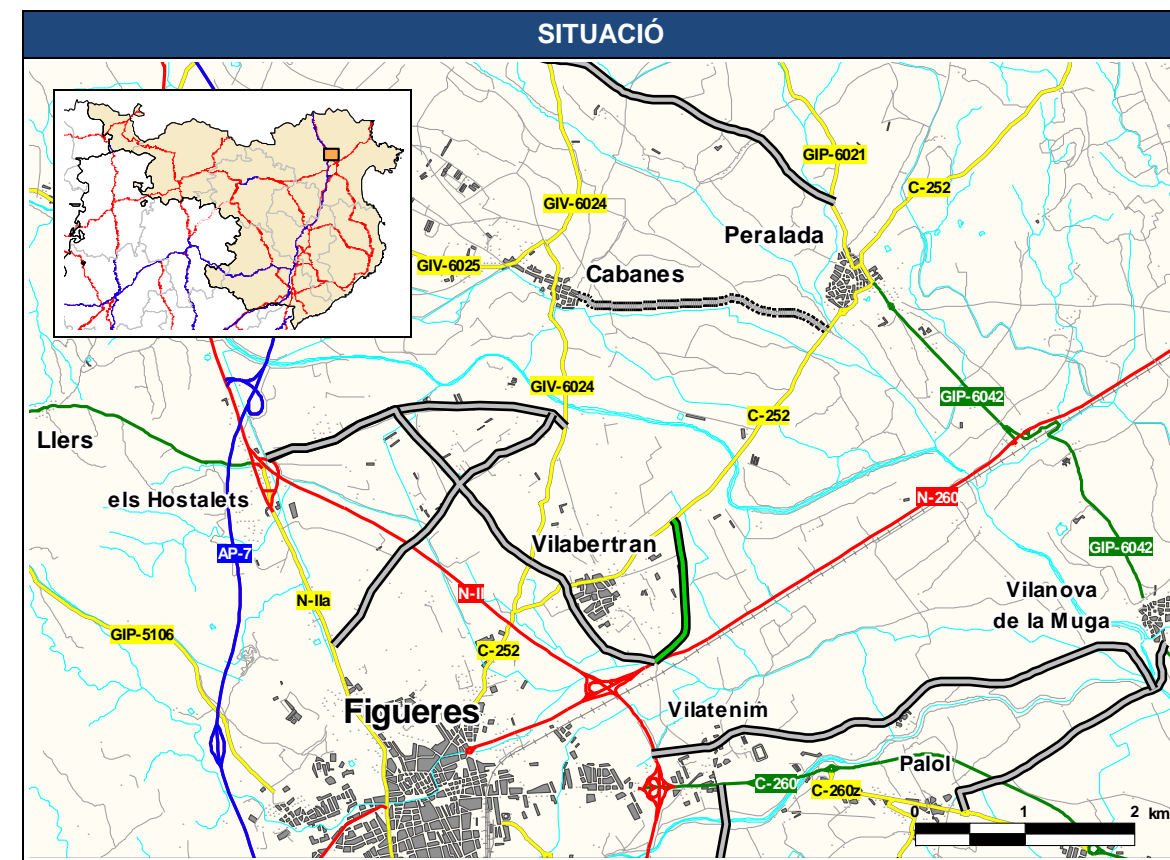 SITUACIÓ
GIP-6021
C-252
GIV-6024
Peralada
GIV-6025
Cabanes
GIV-6024
GIP-6042
C-252
Llers
els Hostalets
N-260
AP-7
Vilabertran
GIP-6042
N-II
N-IIa
Vilanova
de la Muga
GIP-5106
C-252
Figueres
Vilatenim
Palol
C-260
C-260z
0 1 2 km